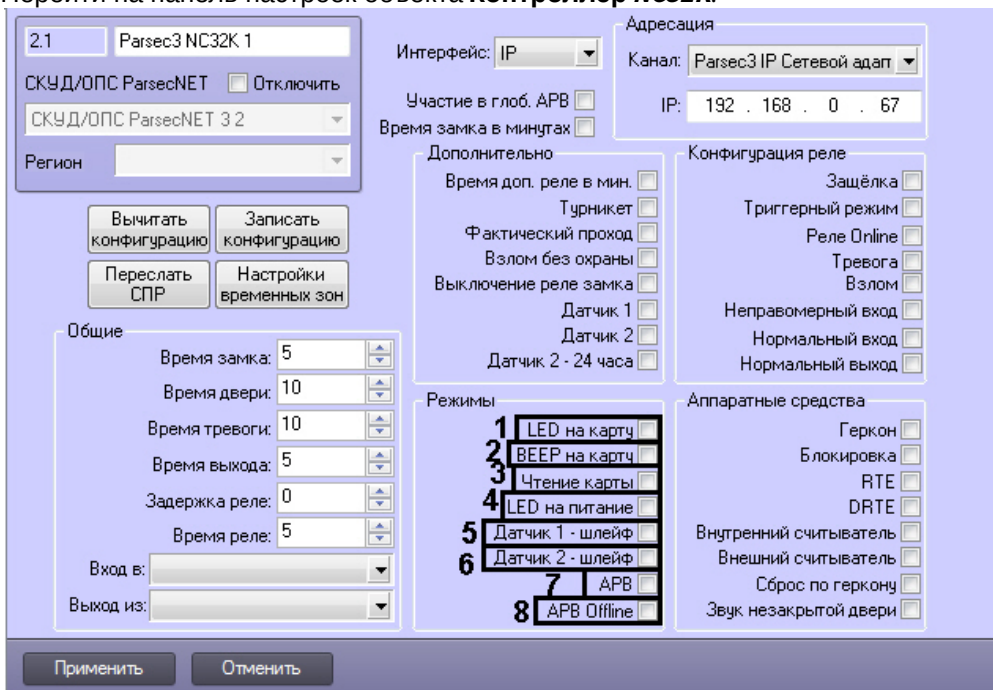 Перейти на панель настроек объекта Контроллер NC32K.
2.1 Parsec3 NC32K 1
СКУД/ОПС ParsecNET Отключить
СКУД/ОПС ParsecNET 3 2
Регион
Вычитать конфигурацию
Записать конфигурацию
Переслать СПР
Настройки временных зон
Общие
Время замка: 5
Время двери: 10
Время тревоги: 10
Время выхода: 5
Задержка реле: 0
Время реле: 5
Вход в:
Выход из:
Интерфейс: IP
Участие в глоб. APB
Время замка в минутах
Адресация
Канал: Parsec3 IP Сетевой адап
IP: 192 . 168 . 0 . 67
Дополнительно
Время доп. реле в мин.
Турникет
Фактический проход
Взлом без охраны
Выключение реле замка
Датчик 1
Датчик 2
Датчик 2 - 24 часа
Конфигурация реле
Защёлка
Триггерный режим
Реле Online
Тревога
Взлом
Неправомерный вход
Нормальный вход
Нормальный выход
Режимы
1 LED на карту
2 BEEP на карту
3 Чтение карты
4 LED на питание
5 Датчик 1 - шлейф
6 Датчик 2 - шлейф
7 APB
8 APB Offline
Аппаратные средства
Геркон
Блокировка
RTE
DRTE
Внутренний считыватель
Внешний считыватель
Сброс по геркону
Звук незакрытой двери
Применить
Отменить